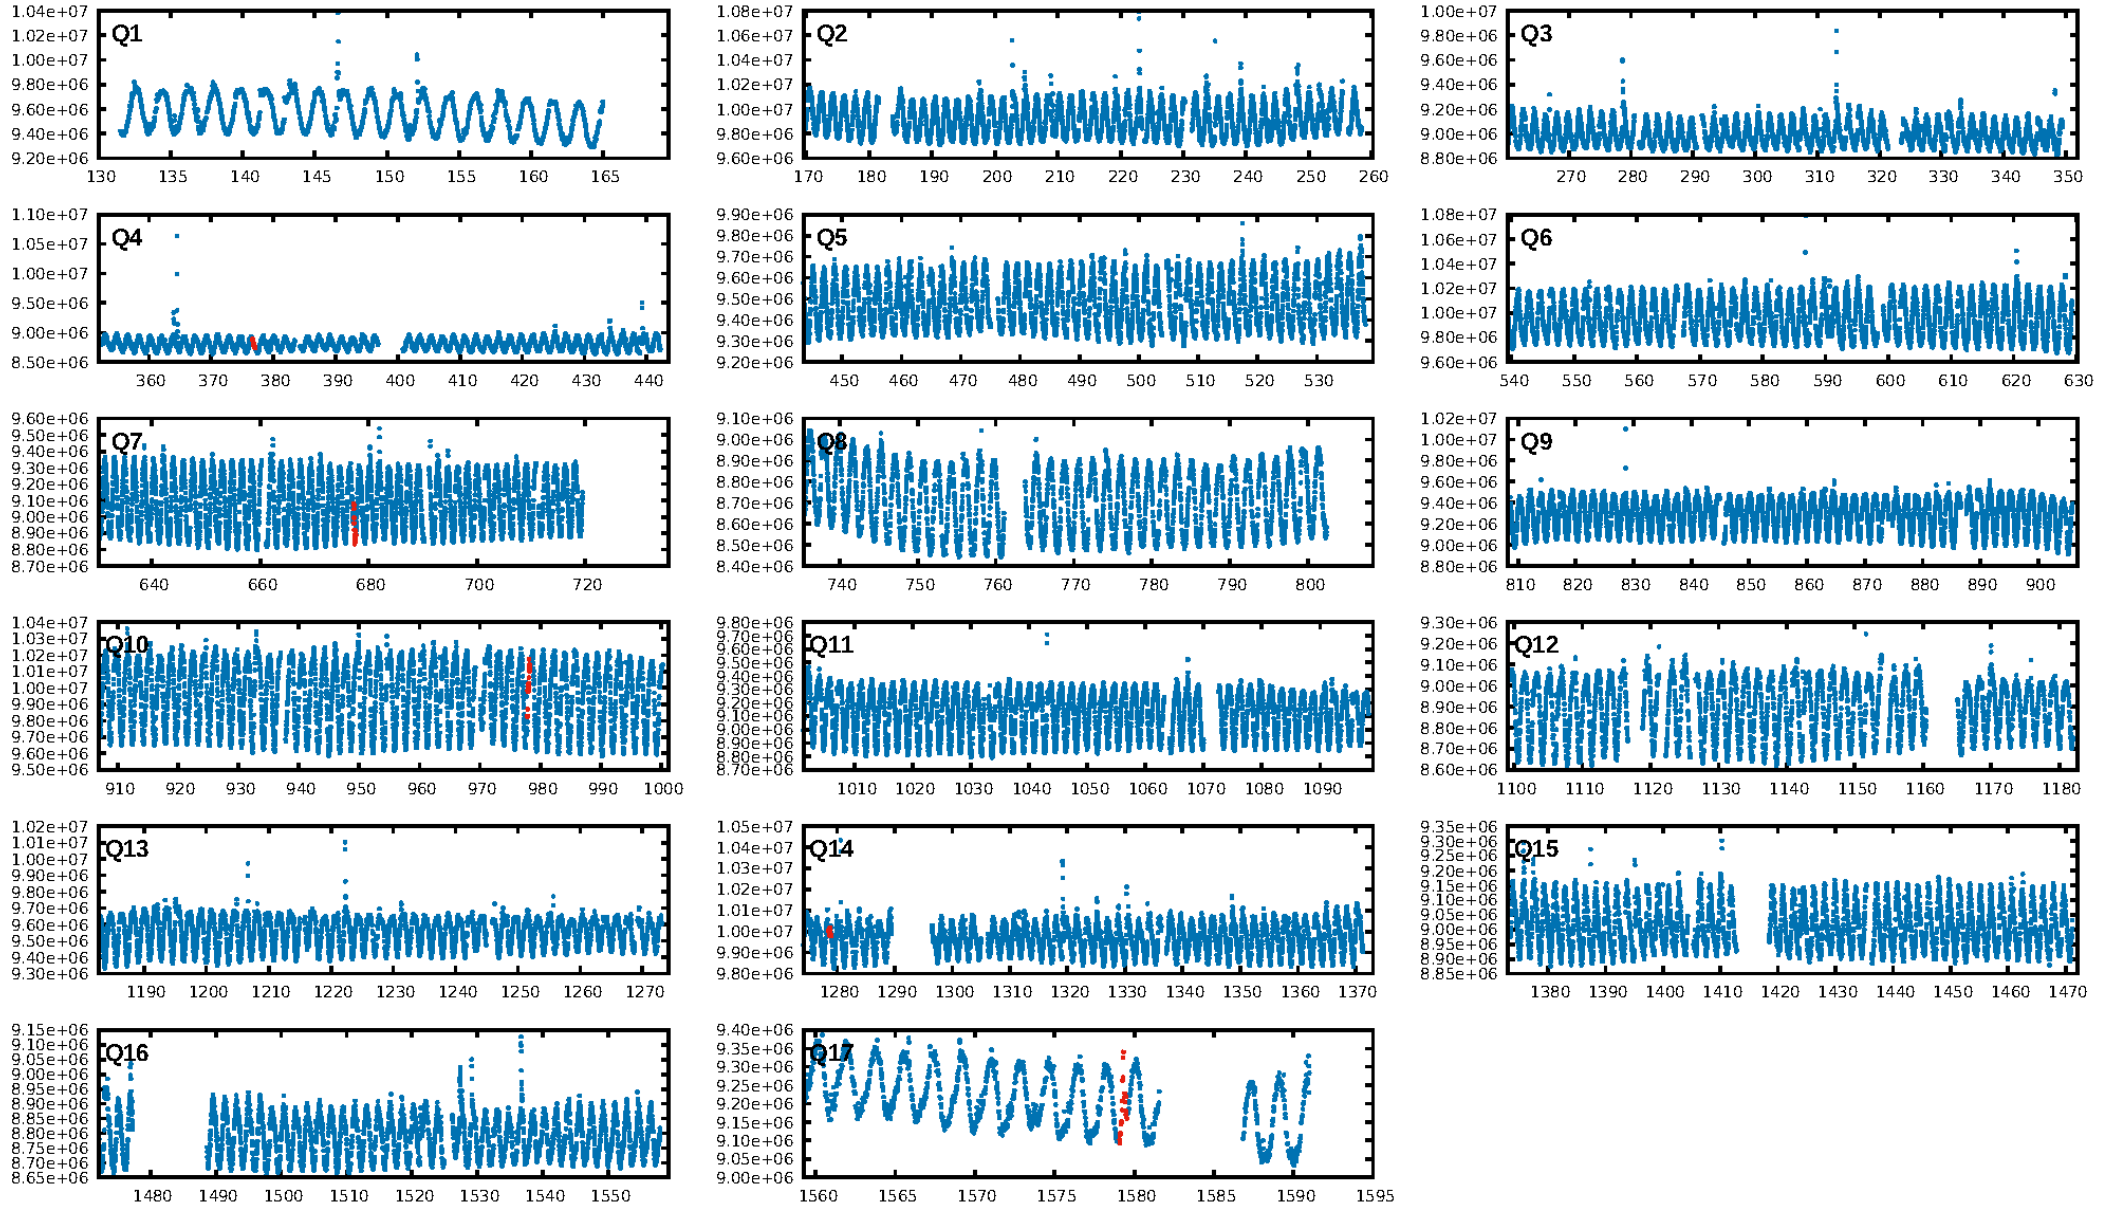 1.04e+07 1.02e+07 1.00e+07 9.80e+06 9.60e+06 9.40e+06 9.20e+06
Q1
130 135 140 145 150 155 160 165
1.08e+07 1.06e+07 1.04e+07 1.02e+07 1.00e+07 9.80e+06 9.60e+06
Q2
170 180 190 200 210 220 230 240 250 260
1.00e+07 9.80e+06 9.60e+06 9.40e+06 9.20e+06 9.00e+06 8.80e+06
Q3
270 280 290 300 310 320 330 340 350
1.10e+07 1.05e+07 1.00e+07 9.50e+06 9.00e+06 8.50e+06
Q4
360 370 380 390 400 410 420 430 440
9.90e+06 9.80e+06 9.70e+06 9.60e+06 9.50e+06 9.40e+06 9.30e+06 9.20e+06
Q5
450 460 470 480 490 500 510 520 530
1.08e+07 1.06e+07 1.04e+07 1.02e+07 1.00e+07 9.80e+06 9.60e+06
Q6
540 550 560 570 580 590 600 610 620 630
9.60e+06 9.50e+06 9.40e+06 9.30e+06 9.20e+06 9.10e+06 9.00e+06 8.90e+06 8.80e+06 8.70e+06
Q7
640 660 680 700 720
9.10e+06 9.00e+06 8.90e+06 8.80e+06 8.70e+06 8.60e+06 8.50e+06 8.40e+06
Q8
740 750 760 770 780 790 800
1.02e+07 1.00e+07 9.80e+06 9.60e+06 9.40e+06 9.20e+06 9.00e+06 8.80e+06
Q9
810 820 830 840 850 860 870 880 890 900
1.04e+07 1.03e+07 1.02e+07 1.01e+07 1.00e+07 9.90e+06 9.80e+06 9.70e+06 9.60e+06 9.50e+06
Q10
910 920 930 940 950 960 970 980 990 1000
9.80e+06 9.70e+06 9.60e+06 9.50e+06 9.40e+06 9.30e+06 9.20e+06 9.10e+06 9.00e+06 8.90e+06 8.80e+06 8.70e+06
Q11
1010 1020 1030 1040 1050 1060 1070 1080 1090
9.30e+06 9.20e+06 9.10e+06 9.00e+06 8.90e+06 8.80e+06 8.70e+06 8.60e+06
Q12
1100 1110 1120 1130 1140 1150 1160 1170 1180
1.02e+07 1.01e+07 1.00e+07 9.90e+06 9.80e+06 9.70e+06 9.60e+06 9.50e+06 9.40e+06 9.30e+06
Q13
1190 1200 1210 1220 1230 1240 1250 1260 1270
1.05e+07 1.04e+07 1.03e+07 1.02e+07 1.01e+07 1.00e+07 9.90e+06 9.80e+06
Q14
1280 1290 1300 1310 1320 1330 1340 1350 1360 1370
9.35e+06 9.30e+06 9.25e+06 9.20e+06 9.15e+06 9.10e+06 9.05e+06 9.00e+06 8.95e+06 8.90e+06 8.85e+06
Q15
1380 1390 1400 1410 1420 1430 1440 1450 1460 1470
9.15e+06 9.10e+06 9.05e+06 9.00e+06 8.95e+06 8.90e+06 8.85e+06 8.80e+06 8.75e+06 8.70e+06 8.65e+06
Q16
1480 1490 1500 1510 1520 1530 1540 1550
9.40e+06 9.35e+06 9.30e+06 9.25e+06 9.20e+06 9.15e+06 9.10e+06 9.05e+06 9.00e+06
Q17
1560 1565 1570 1575 1580 1585 1590 1595